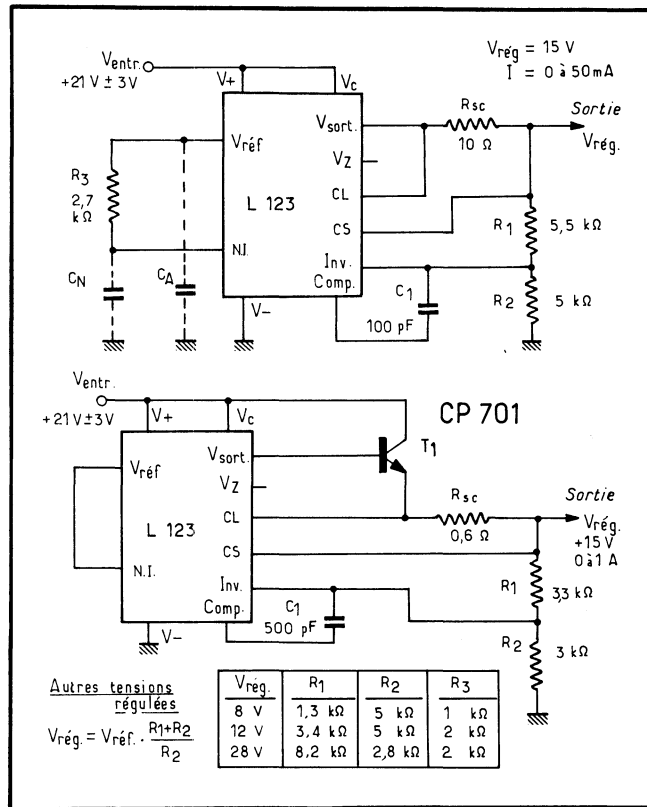 Ventr.
+21 V ± 3V
V+
Vc
Vrég = 15 V
I = 0 à 50mA
Vréf
R3
2,7
kΩ
N.I.
CN
CA
L 123
Vsort.
VZ
CL
CS
Inv.
Comp.
V-
Rsc
10 Ω
Sortie
Vrég.
R1
5,5 kΩ
R2
5 kΩ
C1
100 pF
Ventr.
+21 V±3V
V+
Vc
CP 701
T1
Vréf
N.I.
L 123
Vsort.
VZ
CL
CS
Inv.
Comp.
V-
Rsc
0,6 Ω
Sortie
Vrég.
+15V
0 à 1 A
R1
3,3 kΩ
R2
3 kΩ
C1
500 pF
Autres tensions
régulées
Vrég. = Vréf. · R1+R2
R2
Vrég. R1 R2 R3
8 V 1,3 kΩ 5 kΩ 1 kΩ
12 V 3,4 kΩ 5 kΩ 2 kΩ
28 V 8,2 kΩ 2,8 kΩ 2 kΩ